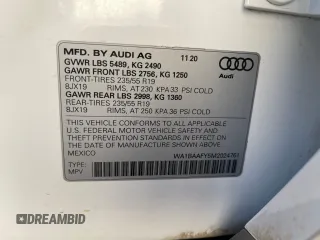 MFD. BY AUDI AG 11 20
GVWR LBS 5489, KG 2490
GAWR FRONT LBS 2756, KG 1250
FRONT-TIRES 235/55 R19
8JX19 RIMS, AT 230 KPA 33 PSI COLD
GAWR REAR LBS 2998, KG 1360
REAR-TIRES 235/55 R19
8JX19 RIMS, AT 250 KPA 36 PSI COLD
Audi
THIS VEHICLE CONFORMS TO ALL APPLICABLE
U.S. FEDERAL MOTOR VEHICLE SAFETY AND
THEFT PREVENTION STANDARDS IN EFFECT
ON THE DATE OF MANUFACTURE SHOWN ABOVE.
MEXICO
TYPE:
MPV
AUTOBIDMASTER